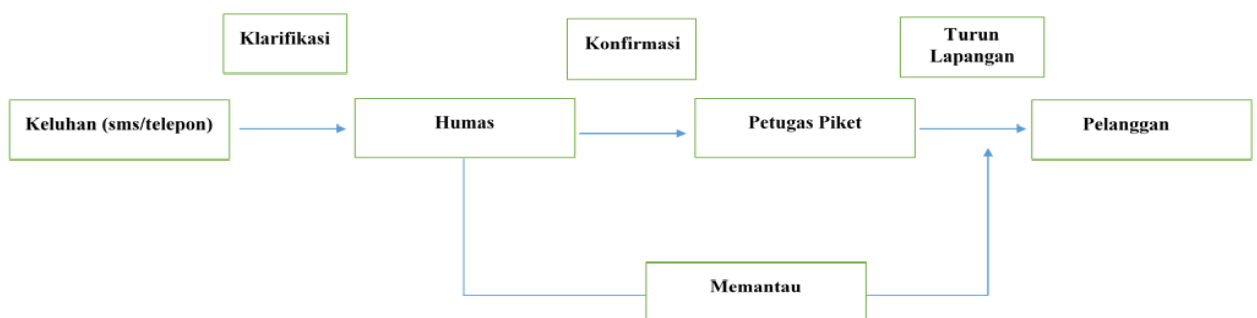 Klarifikasi
Konfirmasi
Turun
Lapangan
Keluhan (sms/telepon)
Humas
Petugas Piket
Pelanggan
Memantau